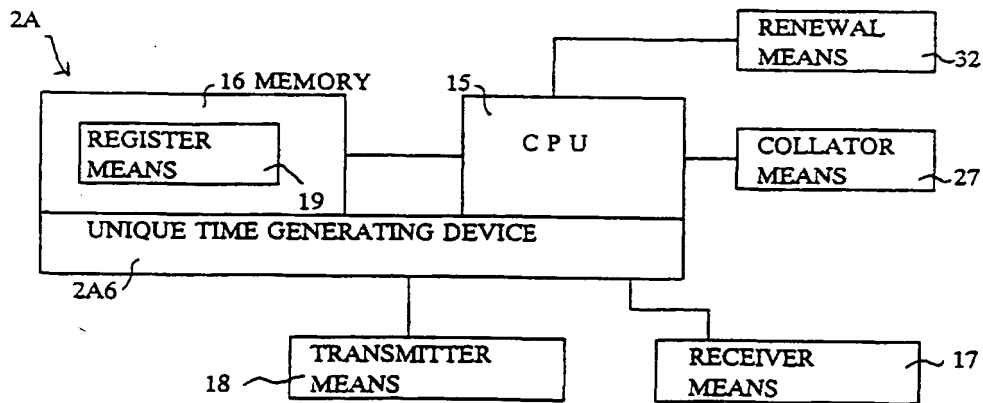 2A
RENEWAL
MEANS
32
16 MEMORY
15
C P U
REGISTER
MEANS
19
COLLATOR
MEANS
27
UNIQUE TIME GENERATING DEVICE
2A6
TRANSMITTER
MEANS
18
RECEIVER
MEANS
17